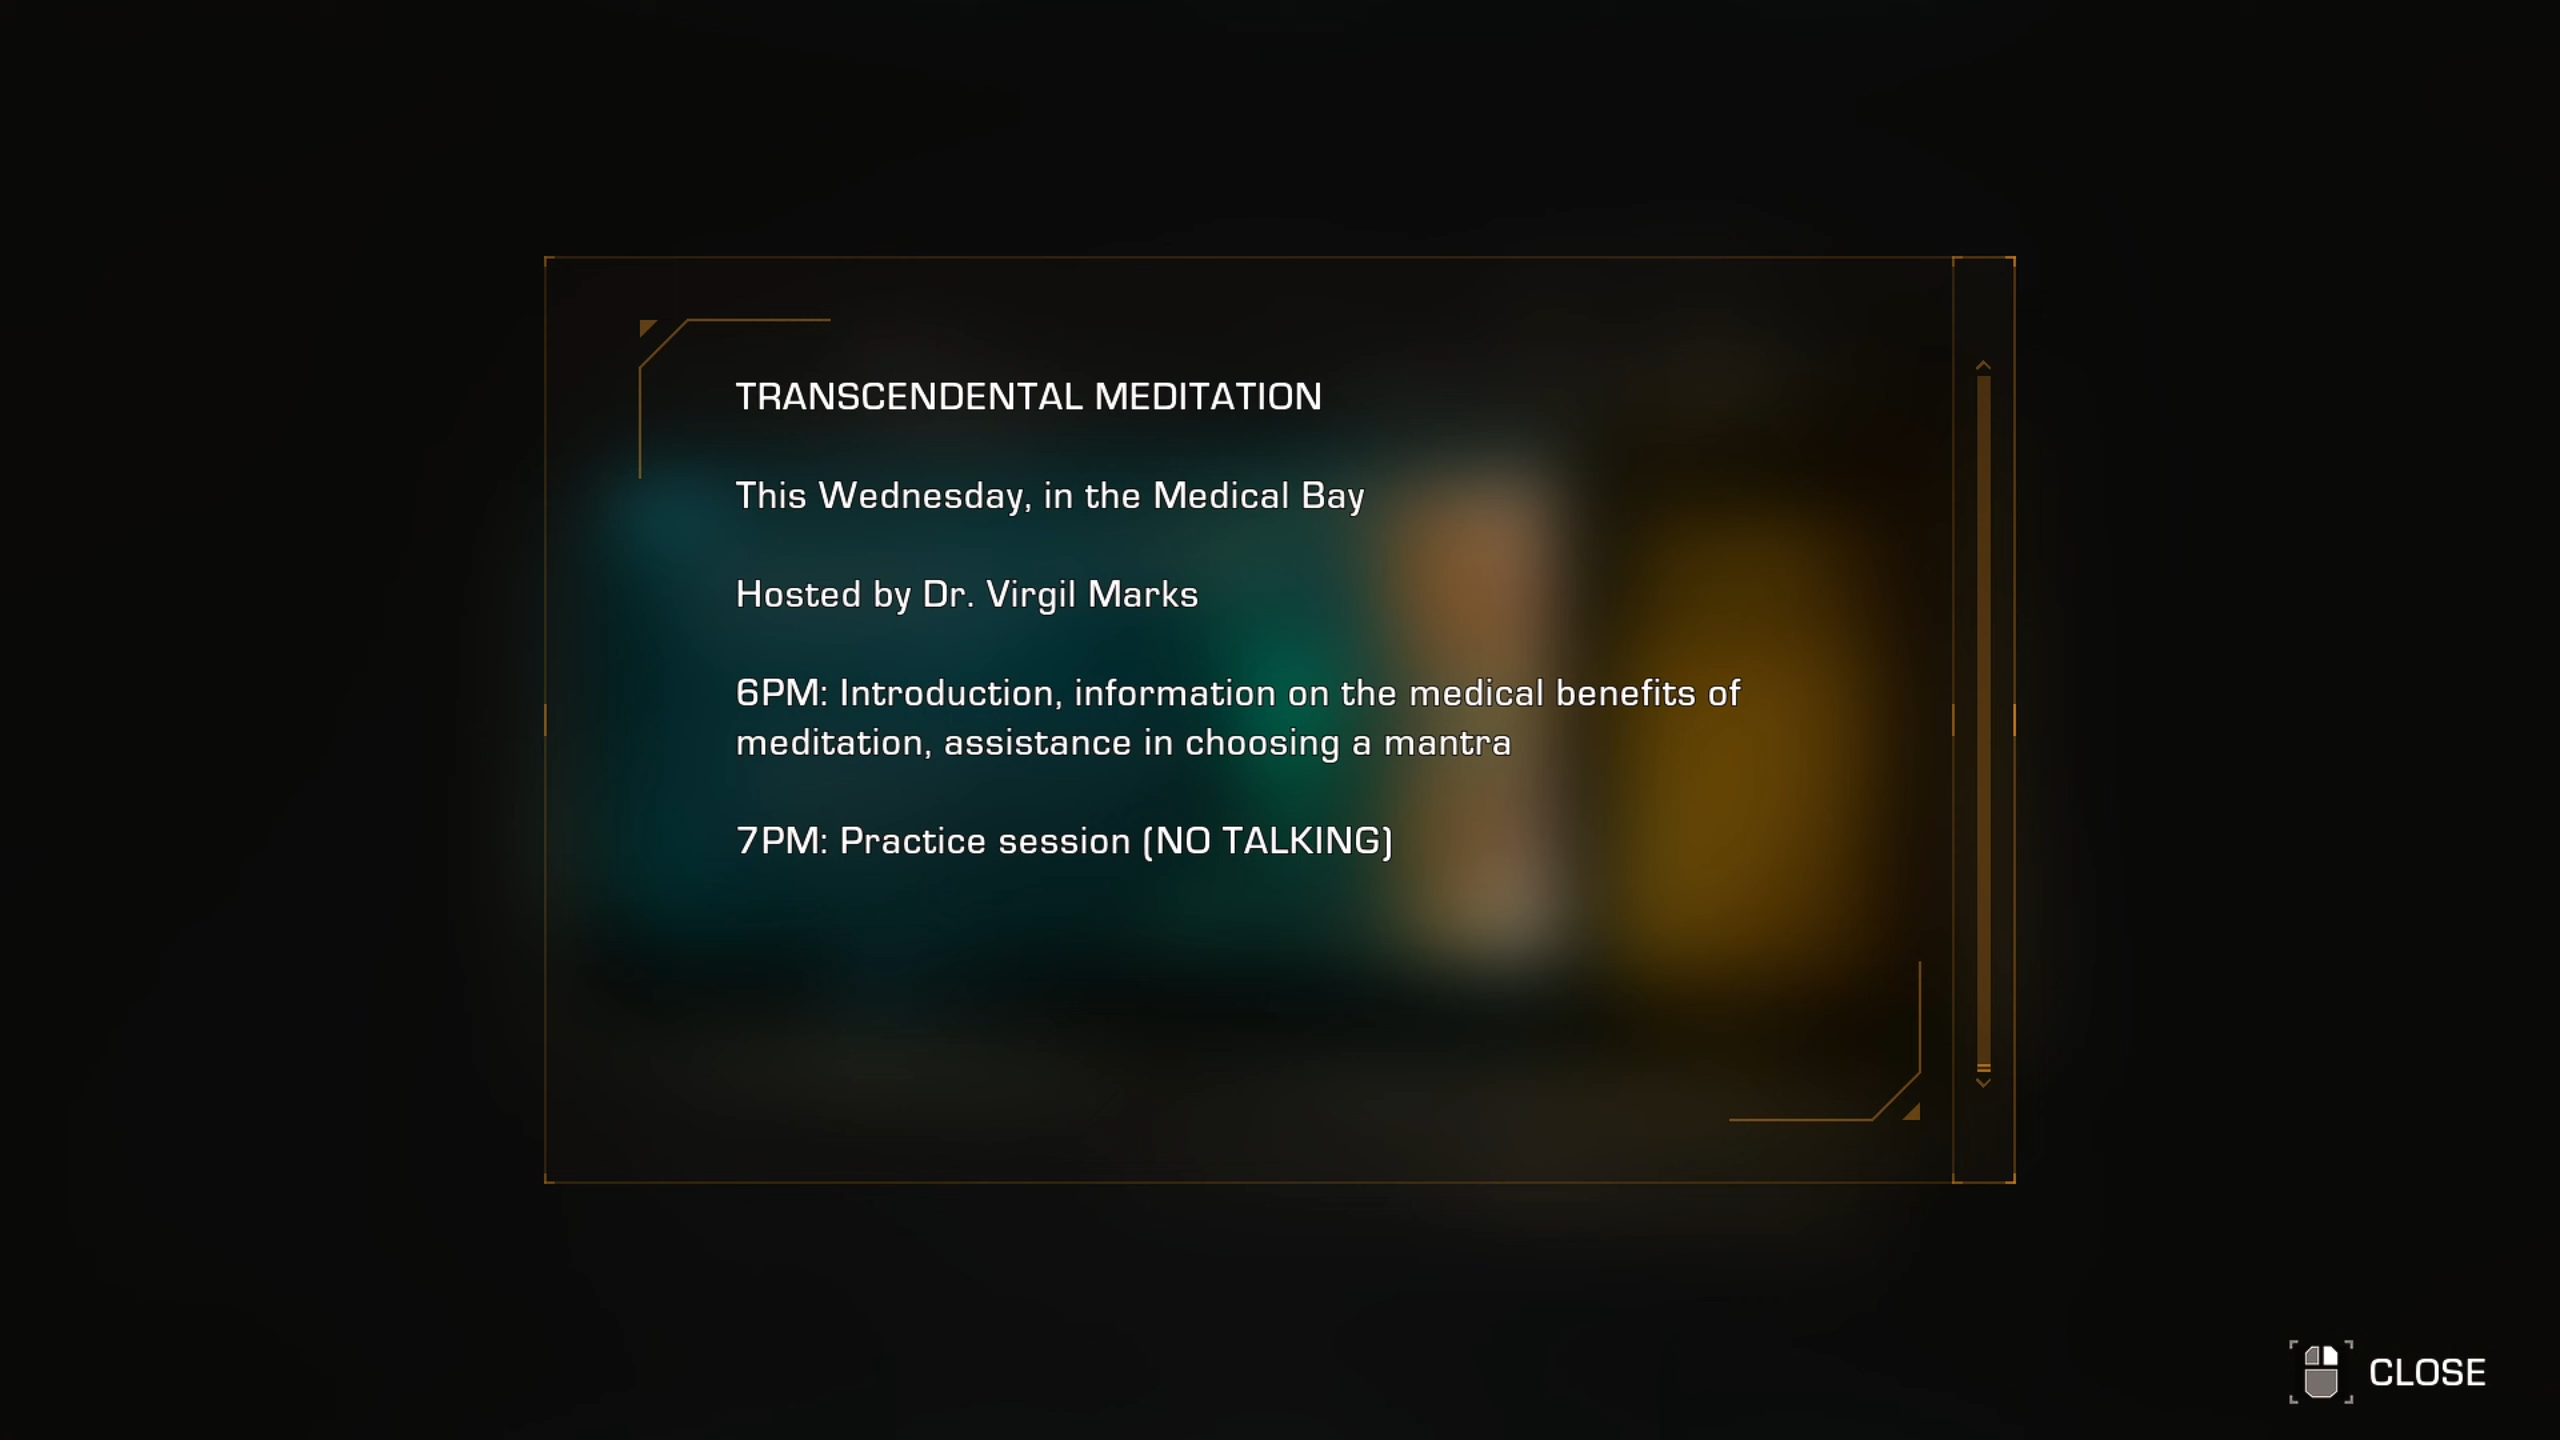 TRANSCENDENTAL MEDITATION
This Wednesday, in the Medical Bay
Hosted by Dr. Virgil Marks
6PM: Introduction, information on the medical benefits of
meditation, assistance in choosing a mantra
7PM: Practice session (NO TALKING)
CLOSE